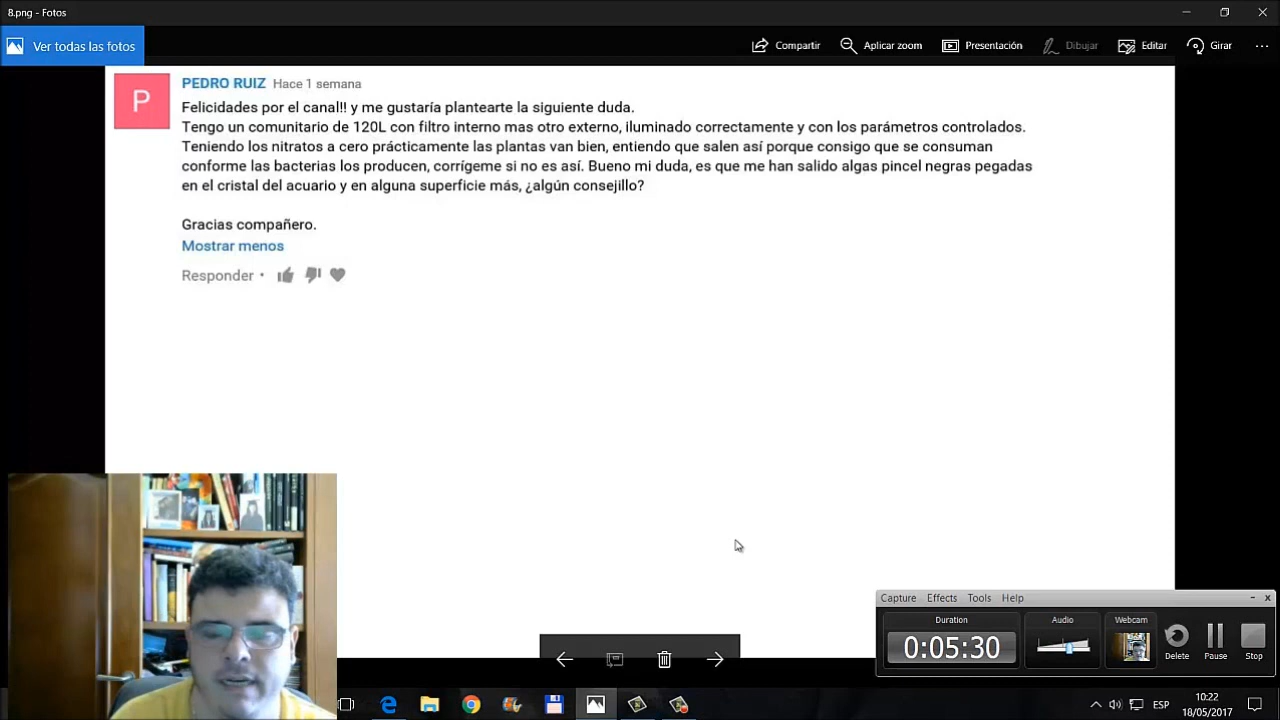 8.png - Fotos
Ver todas las fotos
Compartir
Aplicar zoom
Presentación
Dibujar
Editar
Girar
P
PEDRO RUIZ Hace 1 semana
Felicidades por el canal!! y me gustaría plantearte la siguiente duda.
Tengo un comunitario de 120L con filtro interno mas otro externo, iluminado correctamente y con los parámetros controlados.
Teniendo los nitratos a cero prácticamente las plantas van bien, entiendo que salen así porque consigo que se consuman
conforme las bacterias los producen, corrígeme si no es así. Bueno mi duda, es que me han salido algas pincel negras pegadas
en el cristal del acuario y en alguna superficie más, ¿algún consejillo?
Gracias compañero.
Mostrar menos
Responder •
Capture Effects Tools Help
Duration
Audio
Webcam
0:05:30
Delete
Pause
Stop
ESP
10:22
18/05/2017